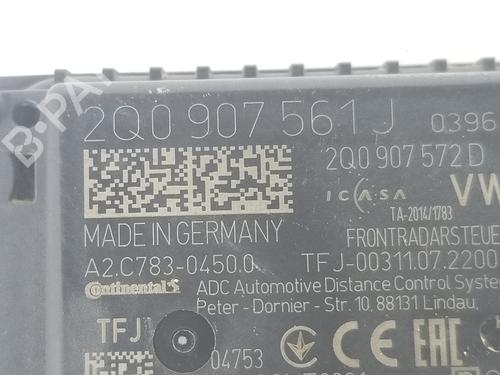 2Q0 907 561 J 0396
2Q0 907 572 D
ICASA VW
TA-2014/1783
MADE IN GERMANY FRONTRADARSTEUE
A2.C783-0450.0 TFJ-00311.07.2200
Continental ADC Automotive Distance Control System
Peter - Dornier - Str. 10, 88131 Lindau,
TFJ 04753 CE EAC